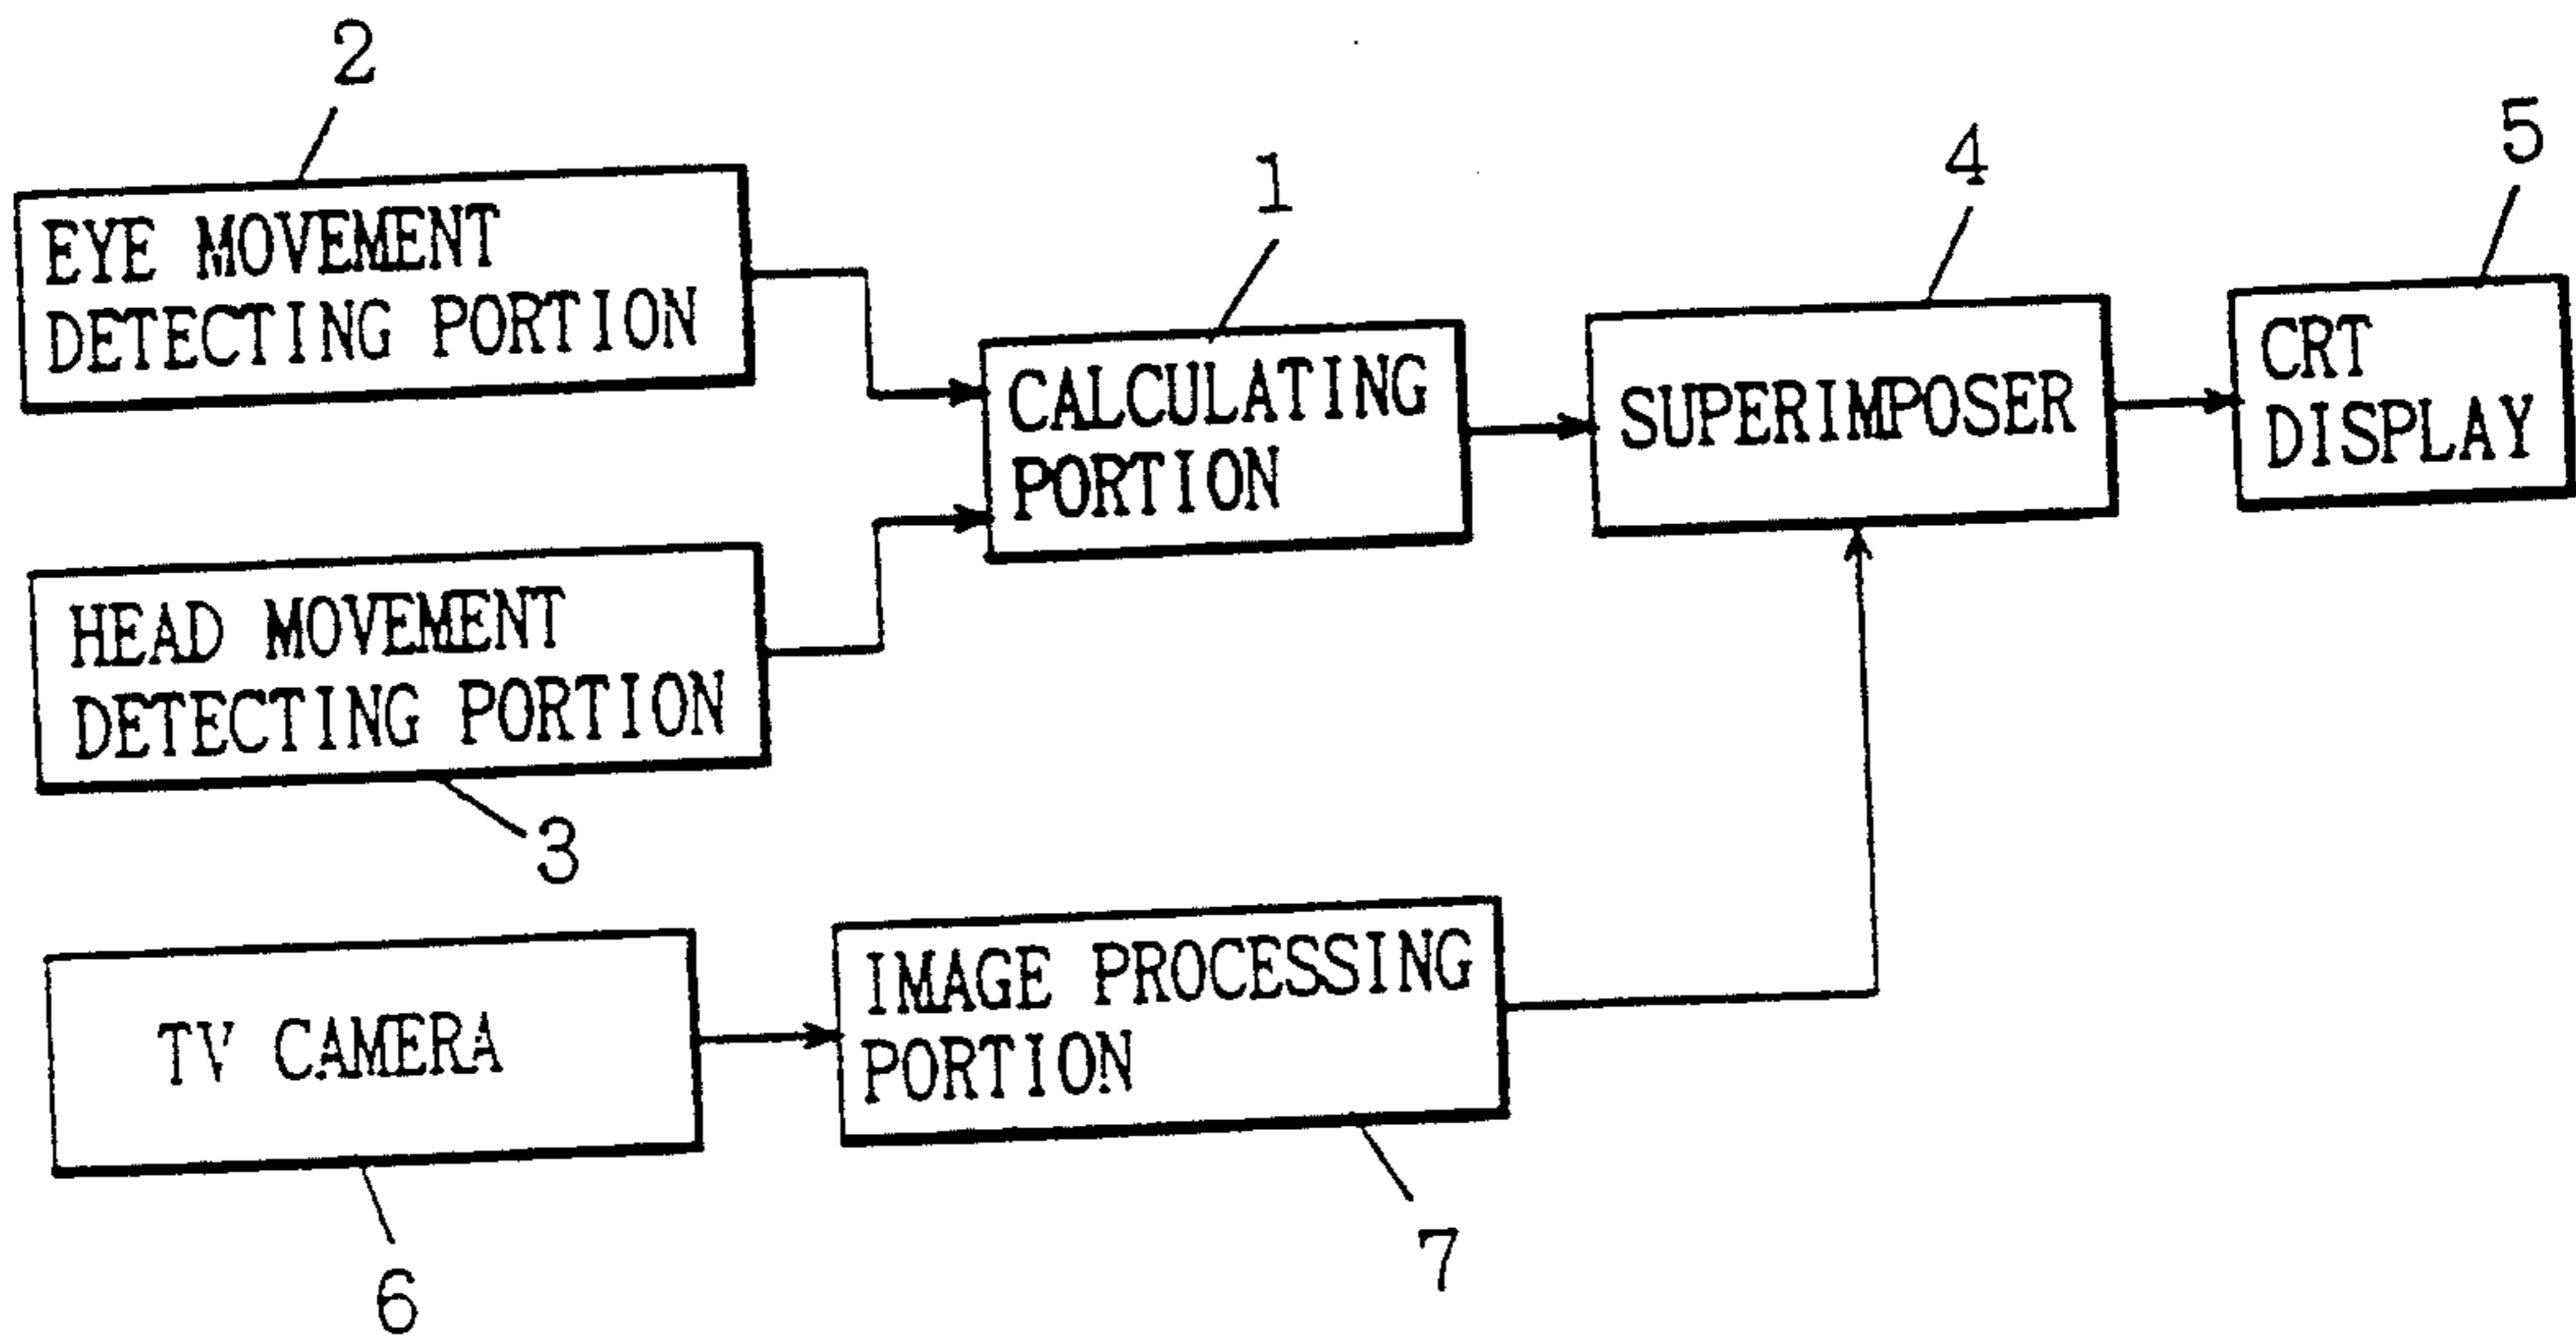 2
EYE MOVEMENT
DETECTING PORTION
1
CALCULATING
PORTION
4
SUPERIMPOSER
5
CRT
DISPLAY
HEAD MOVEMENT
DETECTING PORTION
3
TV CAMERA
6
IMAGE PROCESSING
PORTION
7